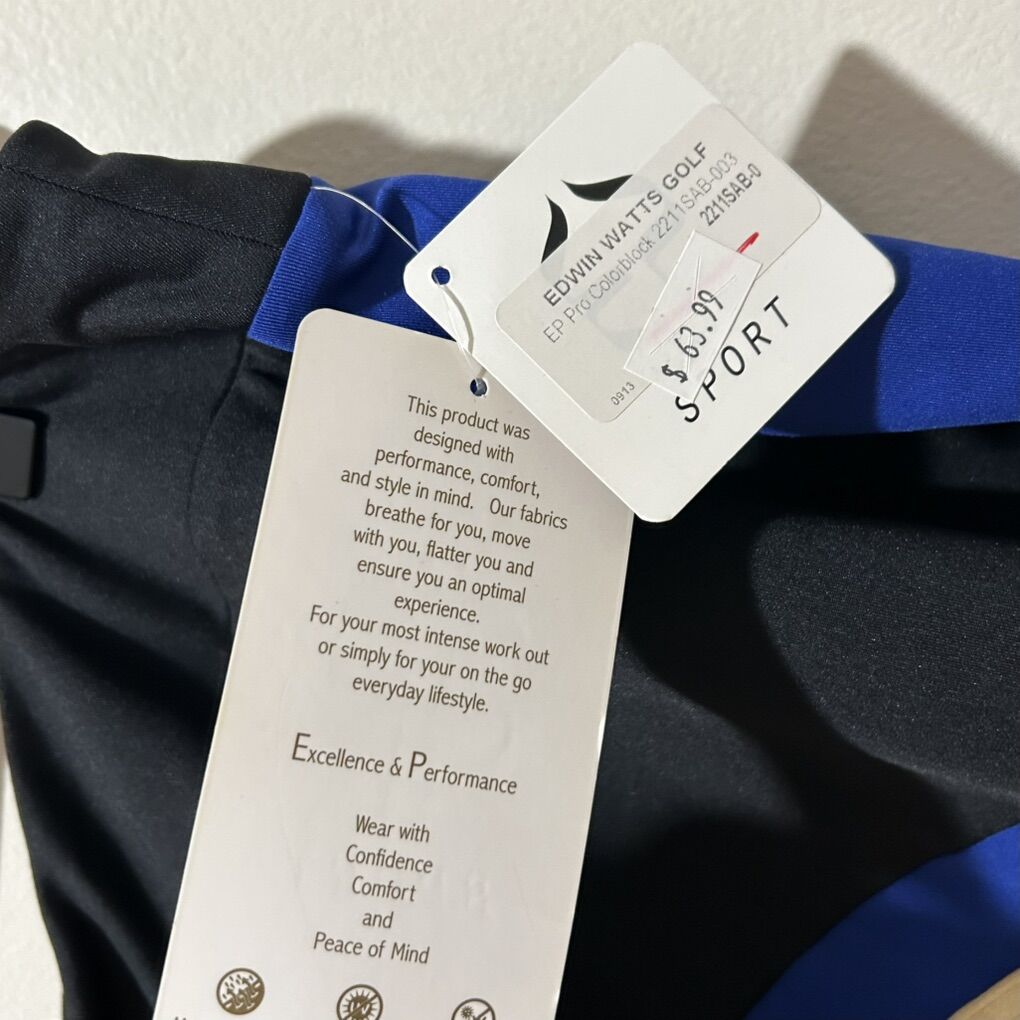 EDWIN WATTS GOLF
EP Pro Colorblock 2211SAB-003
2211SAB-0
$ 63.99
0913
SPORT
This product was
designed with
performance, comfort,
and style in mind. Our fabrics
breathe for you, move
with you, flatter you and
ensure you an optimal
experience.
For your most intense work out
or simply for your on the go
everyday lifestyle.
Excellence & Performance
Wear with
Confidence
Comfort
and
Peace of Mind